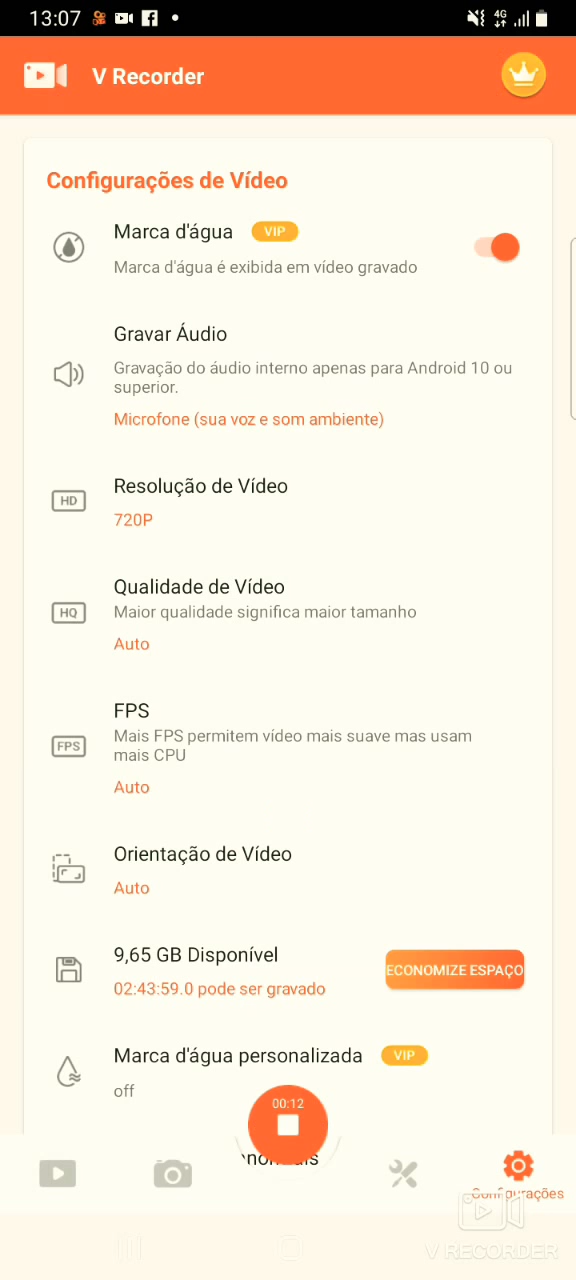 13:07
4G
V Recorder
Configurações de Vídeo
Marca d'água VIP
Marca d'água é exibida em vídeo gravado
Gravar Áudio
Gravação do áudio interno apenas para Android 10 ou
superior.
Microfone (sua voz e som ambiente)
HD
Resolução de Vídeo
720P
Qualidade de Vídeo
HQ
Maior qualidade significa maior tamanho
Auto
FPS
FPS
Mais FPS permitem vídeo mais suave mas usam
mais CPU
Auto
Orientação de Vídeo
Auto
9,65 GB Disponível
ECONOMIZE ESPAÇO
02:43:59.0 pode ser gravado
Marca d'água personalizada VIP
off
00:12
Configurações
V RECORDER